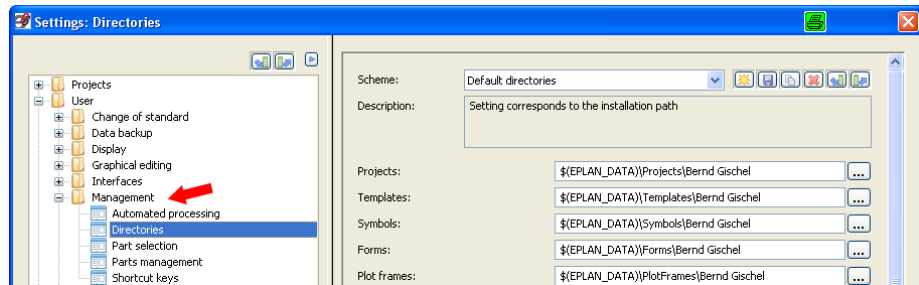 Settings: Directories
Projects
User
Change of standard
Data backup
Display
Graphical editing
Interfaces
Management
Automated processing
Directories
Part selection
Parts management
Shortcut keys
Scheme:
Default directories
Description:
Setting corresponds to the installation path
Projects:
$(EPLAN_DATA)\Projects\Bernd Gischel
...
Templates:
$(EPLAN_DATA)\Templates\Bernd Gischel
...
Symbols:
$(EPLAN_DATA)\Symbols\Bernd Gischel
...
Forms:
$(EPLAN_DATA)\Forms\Bernd Gischel
...
Plot frames:
$(EPLAN_DATA)\PlotFrames\Bernd Gischel
...